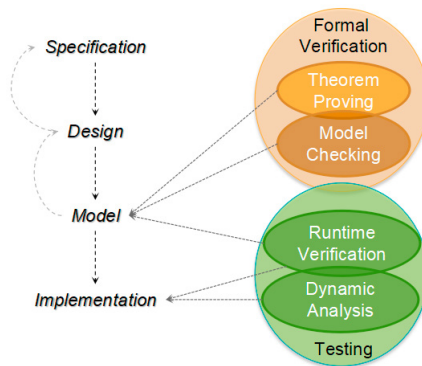 Specification
Design
Model
Implementation
Formal
Verification
Theorem
Proving
Model
Checking
Runtime
Verification
Dynamic
Analysis
Testing